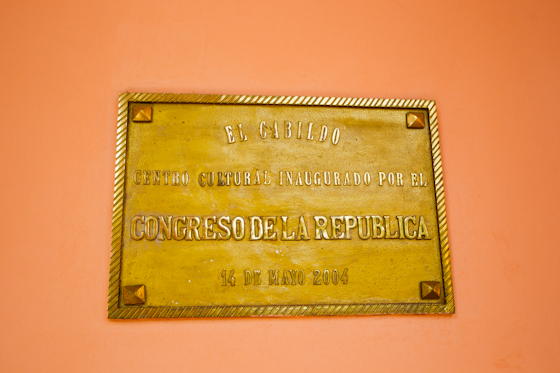 EL CABILDO
CENTRO CULTURAL INAUGURADO POR EL
CONGRESO DE LA REPUBLICA
14 DE MAYO 2004